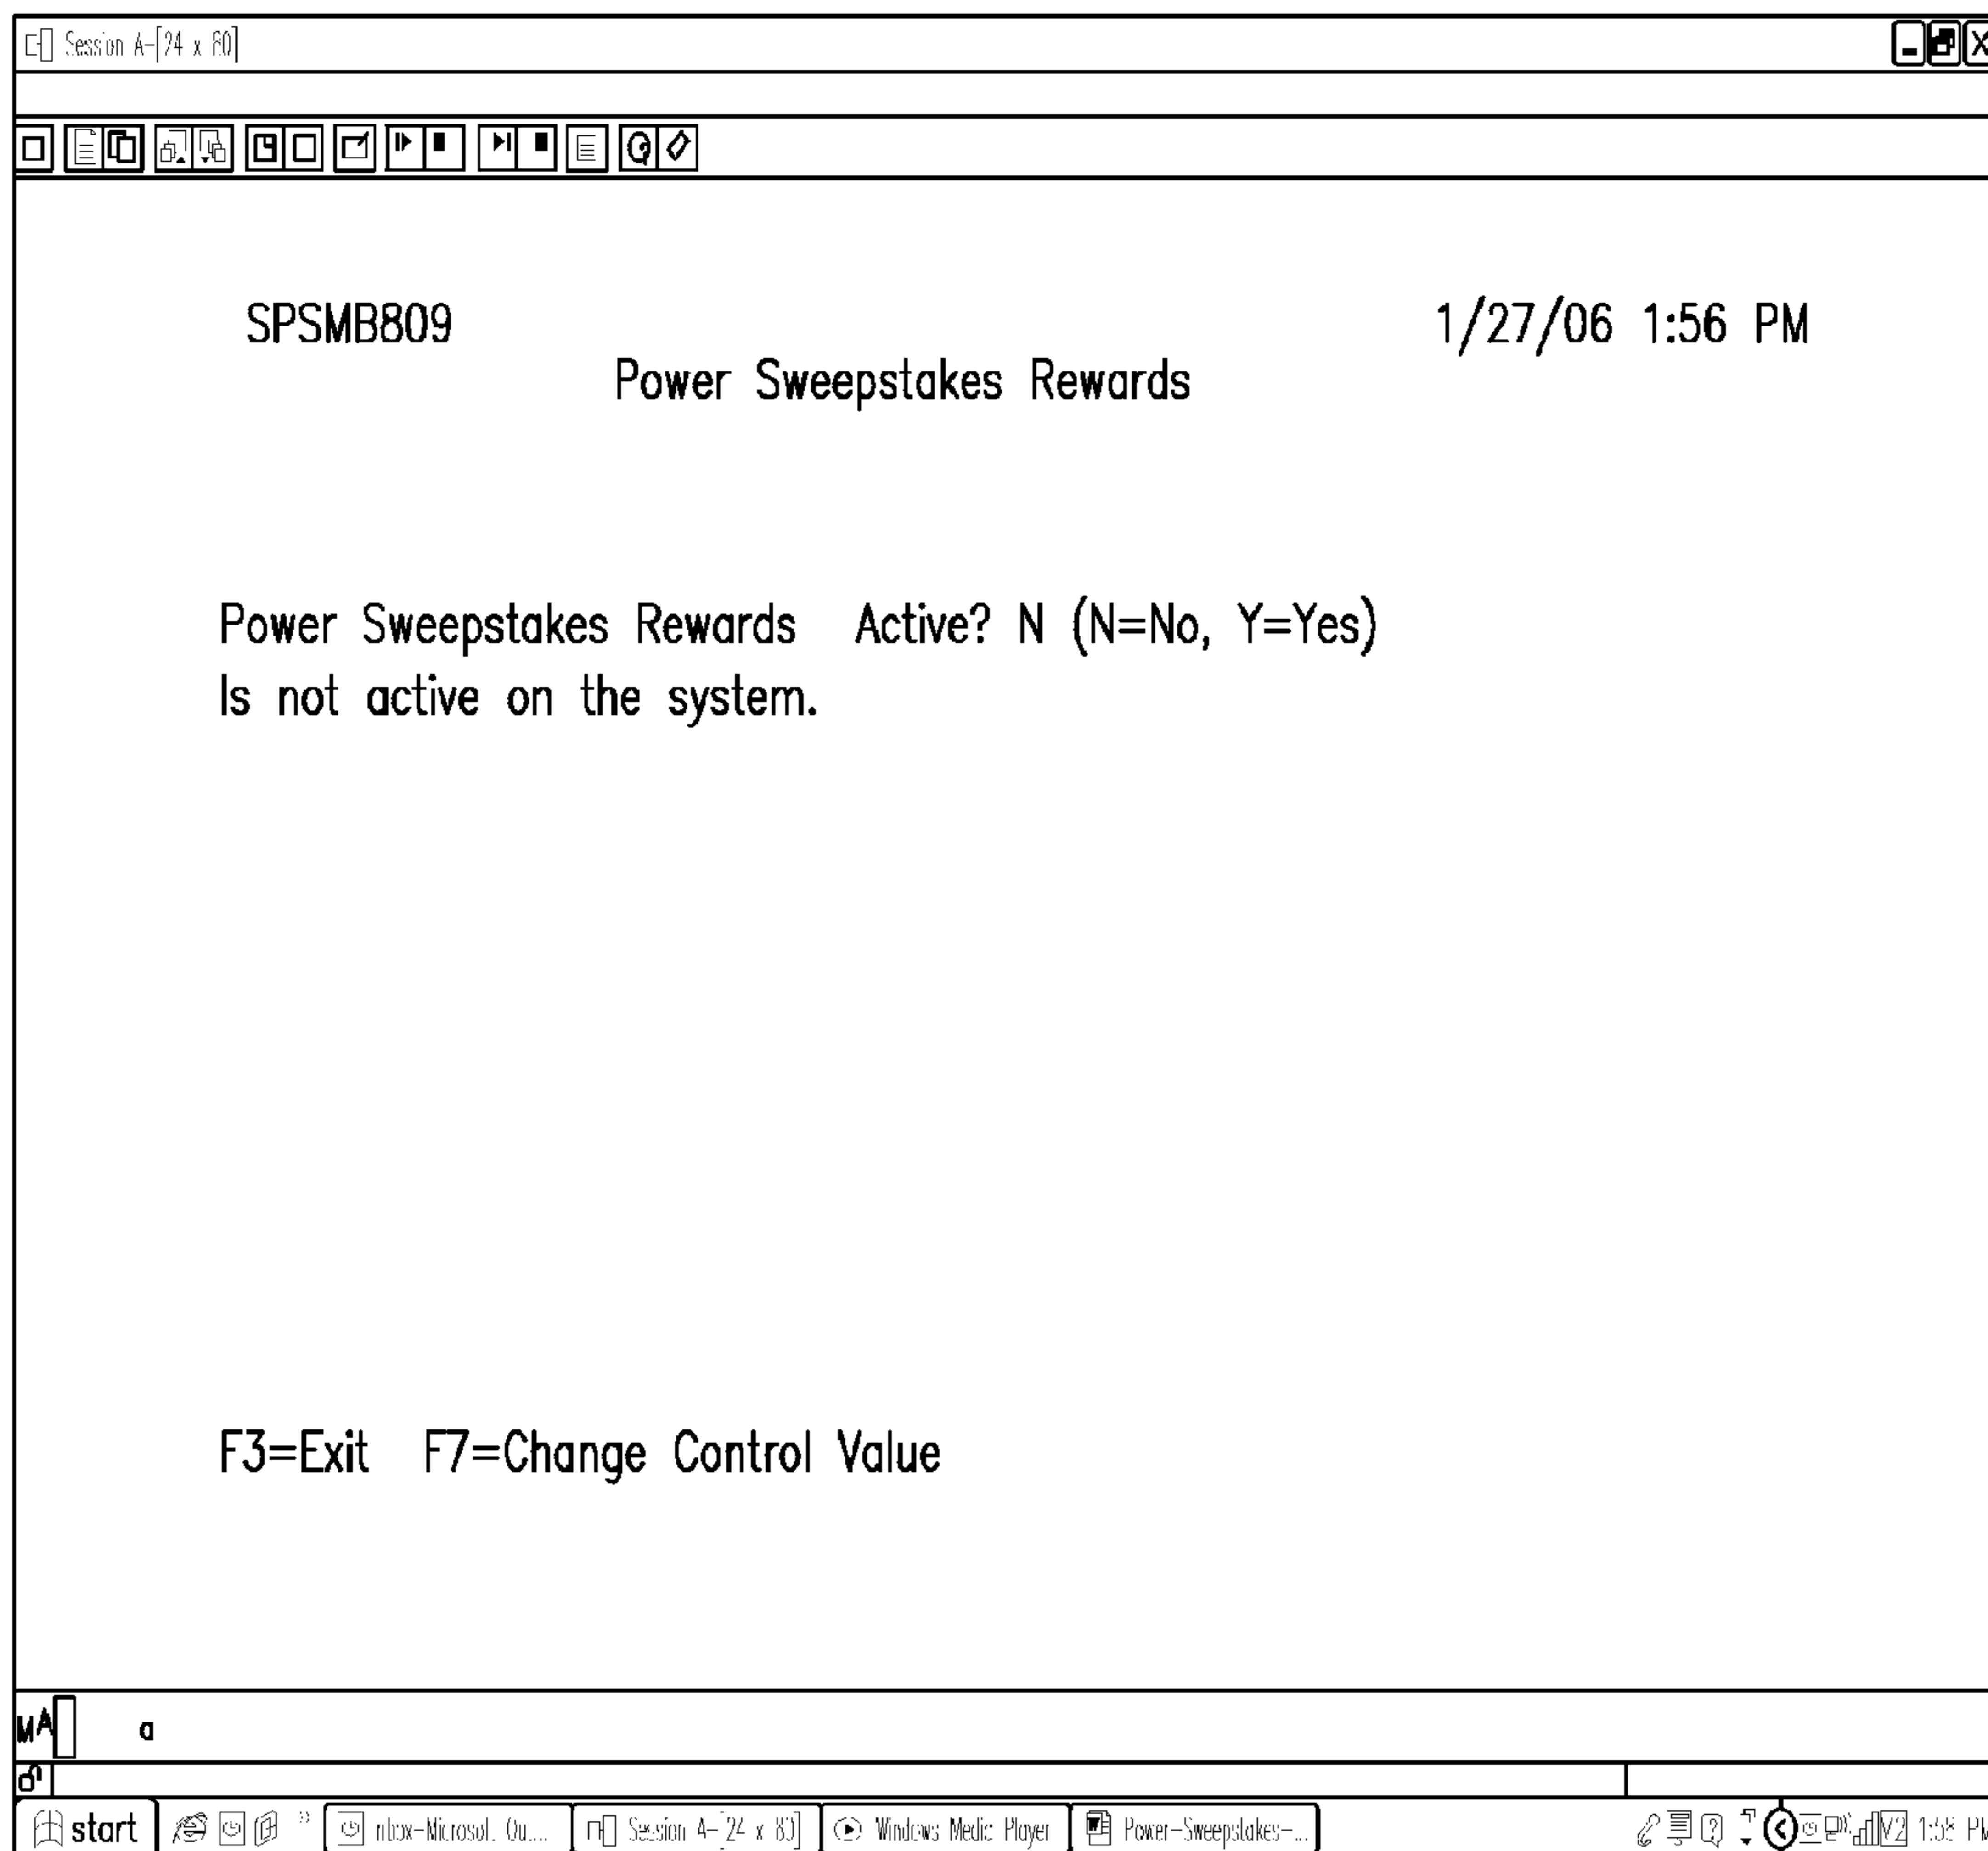 Session A-[24 x 80]
SPSMB809 1/27/06 1:56 PM
Power Sweepstakes Rewards
Power Sweepstakes Rewards Active? N (N=No, Y=Yes)
Is not active on the system.
F3=Exit F7=Change Control Value
MA a
start Session A-[24 x 80] Windows Player Power-Sweepstakes-... V2 PM